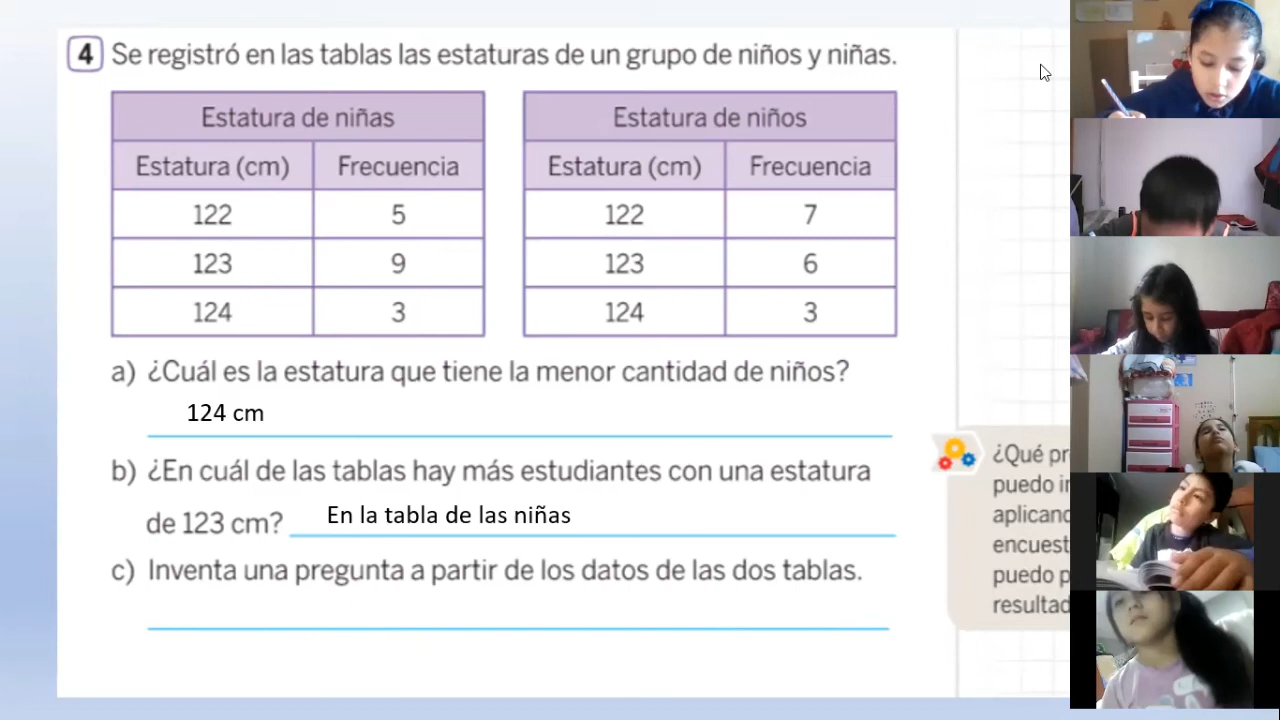 4 Se registró en las tablas las estaturas de un grupo de niños y niñas.
Estatura de niñas
Estatura (cm) Frecuencia
122 5
123 9
124 3
Estatura de niños
Estatura (cm) Frecuencia
122 7
123 6
124 3
a) ¿Cuál es la estatura que tiene la menor cantidad de niños?
124 cm
b) ¿En cuál de las tablas hay más estudiantes con una estatura
de 123 cm? En la tabla de las niñas
c) Inventa una pregunta a partir de los datos de las dos tablas.
¿Qué pr
puedo i
aplicand
encuest
puedo p
resultad